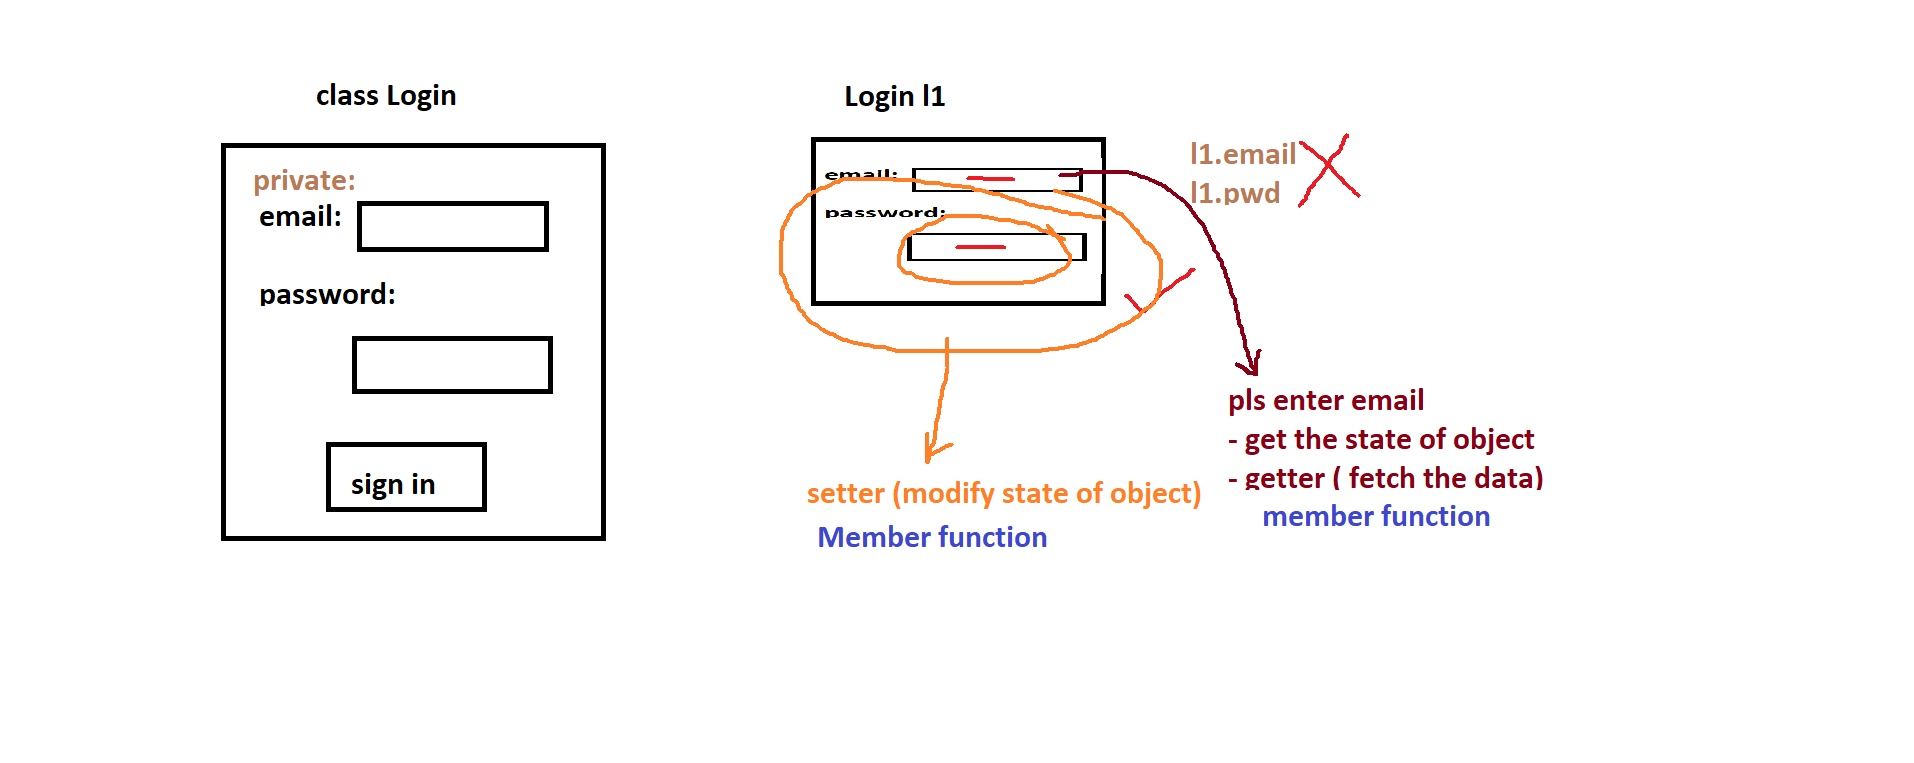 class Login
private:
email:
password:
sign in
Login l1
email:
password:
l1.email
l1.pwd
pls enter email
- get the state of object
- getter ( fetch the data)
member function
setter (modify state of object)
Member function